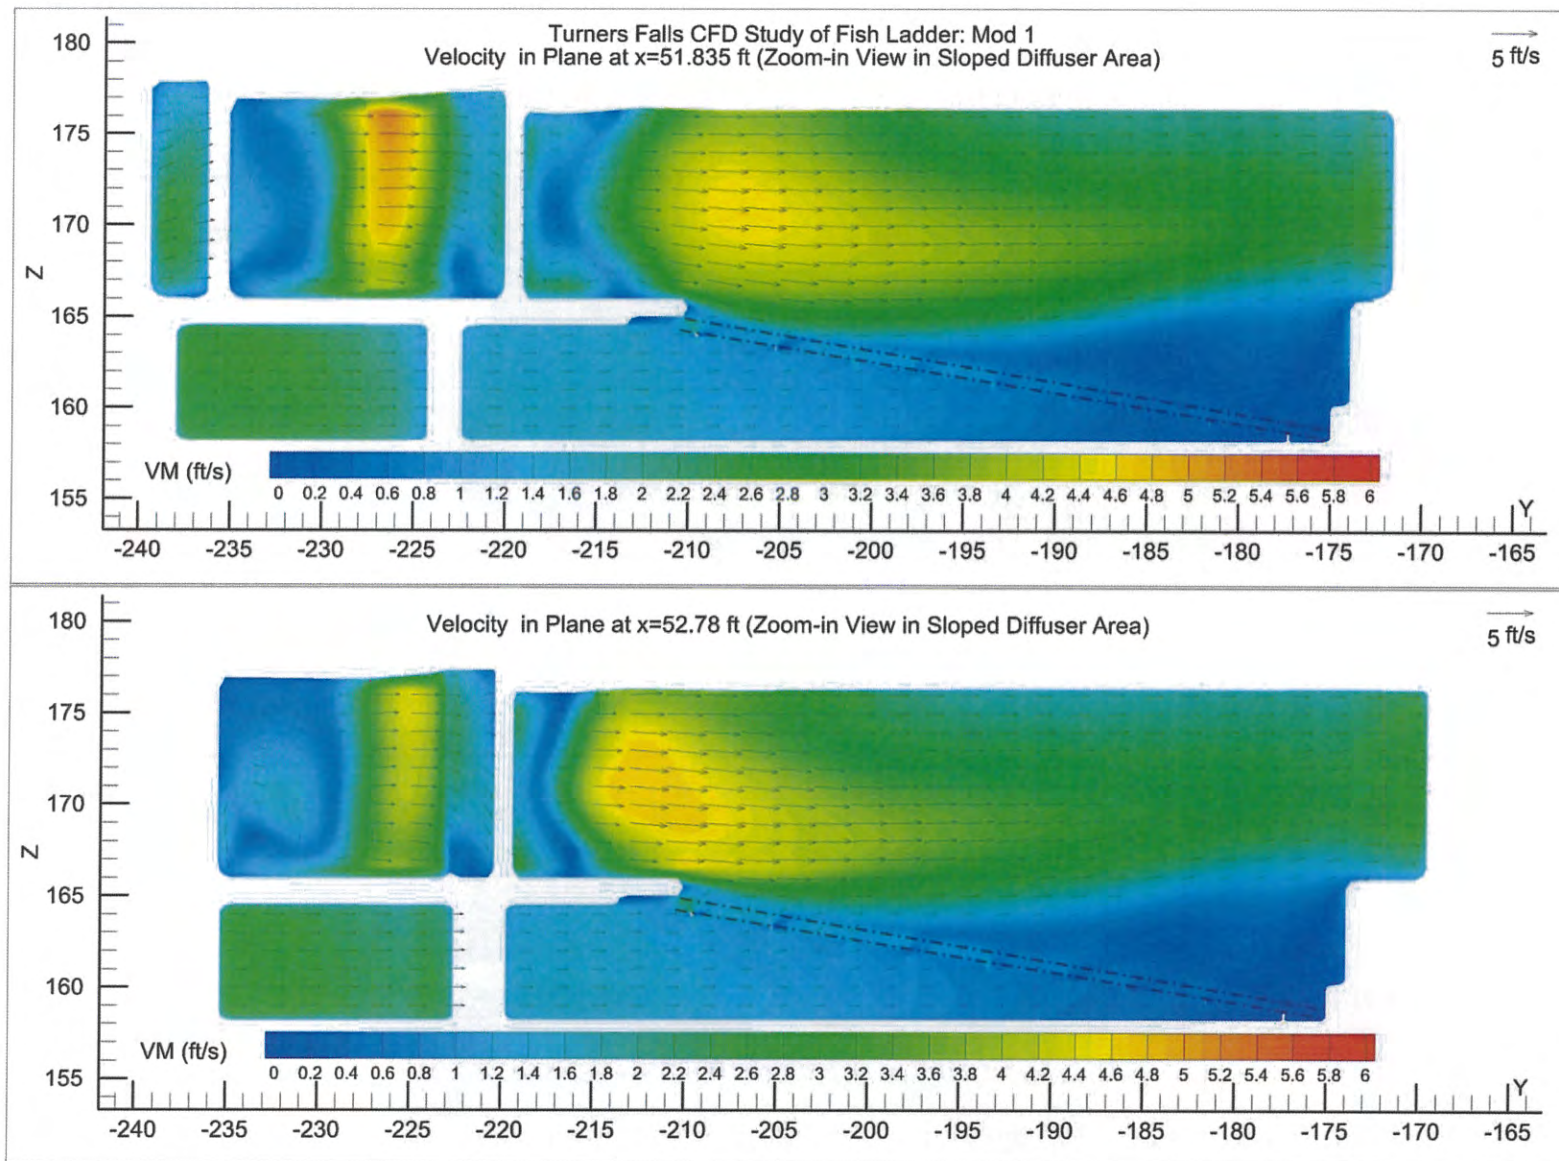 Turners Falls CFD Study of Fish Ladder: Mod 1
Velocity in Plane at x=51.835 ft (Zoom-in View in Sloped Diffuser Area)
5 ft/s
180
175
170
Z
165
160
155
VM (ft/s)
0 0.2 0.4 0.6 0.8 1 1.2 1.4 1.6 1.8 2 2.2 2.4 2.6 2.8 3 3.2 3.4 3.6 3.8 4 4.2 4.4 4.6 4.8 5 5.2 5.4 5.6 5.8 6
Y
-240 -235 -230 -225 -220 -215 -210 -205 -200 -195 -190 -185 -180 -175 -170 -165
Velocity in Plane at x=52.78 ft (Zoom-in View in Sloped Diffuser Area)
5 ft/s
180
175
170
Z
165
160
155
VM (ft/s)
0 0.2 0.4 0.6 0.8 1 1.2 1.4 1.6 1.8 2 2.2 2.4 2.6 2.8 3 3.2 3.4 3.6 3.8 4 4.2 4.4 4.6 4.8 5 5.2 5.4 5.6 5.8 6
Y
-240 -235 -230 -225 -220 -215 -210 -205 -200 -195 -190 -185 -180 -175 -170 -165